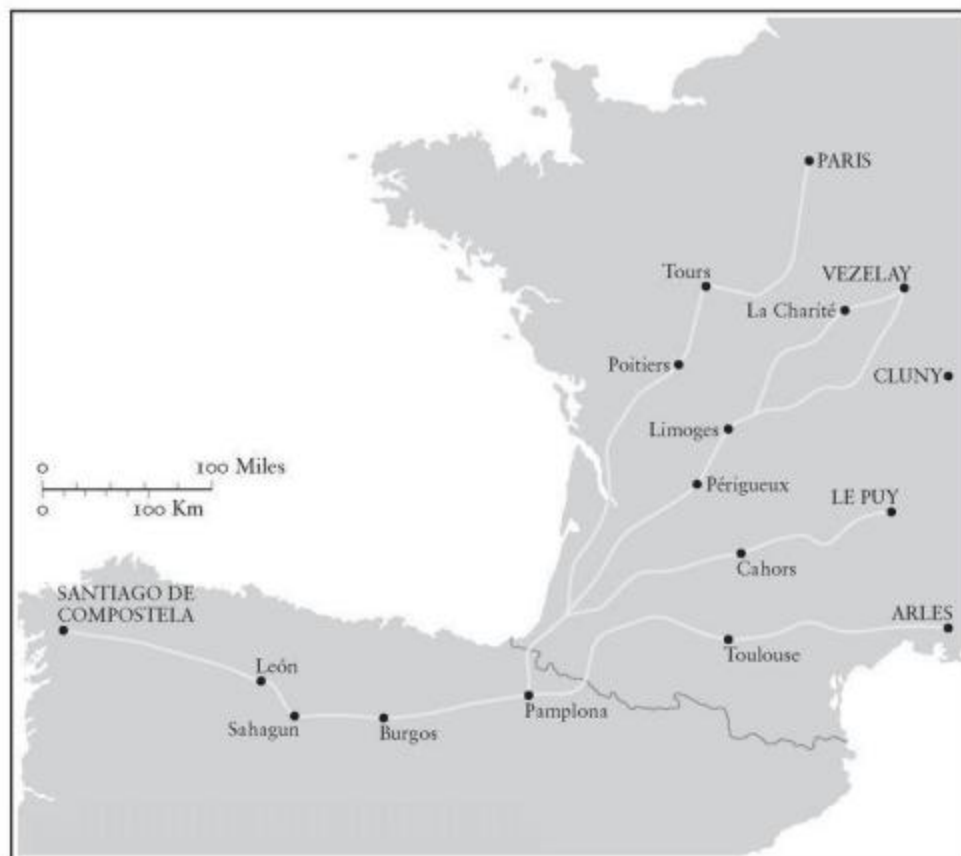 PARIS
Tours
VEZELAY
La Charité
Poitiers
CLUNY
Limoges
0 100 Miles
0 100 Km
Périgueux
LE PUY
Cahors
SANTIAGO DE
COMPOSTELA
ARLES
Toulouse
León
Pamplona
Sahagun
Burgos